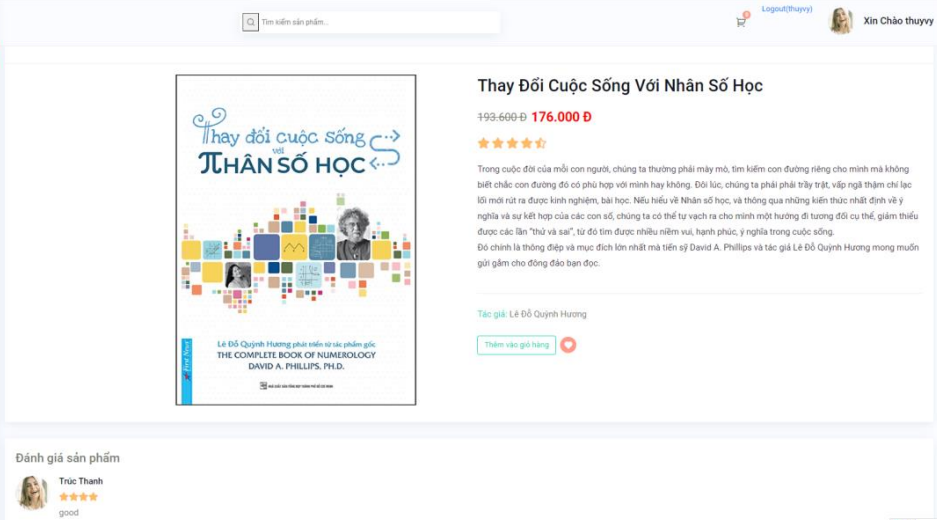 Tìm kiếm sản phẩm...
Logout(thuyvy)
Xin Chào thuyvy
Thay đổi cuộc sống
với
NHÂN SỐ HỌC
Lê Đỗ Quỳnh Hương phát triển từ tác phẩm gốc
THE COMPLETE BOOK OF NUMEROLOGY
DAVID A. PHILLIPS, PH.D.
First News
Thay Đổi Cuộc Sống Với Nhân Số Học
193.600 Đ 176.000 Đ
Trong cuộc đời của mỗi con người, chúng ta thường phải mày mò, tìm kiếm con đường riêng cho mình mà không
biết chắc con đường đó có phù hợp với mình hay không. Đôi lúc, chúng ta phải phải trầy trật, vấp ngã thậm chí lạc
lối mới rút ra được kinh nghiệm, bài học. Nếu hiểu về Nhân số học, và thông qua những kiến thức nhất định về ý
nghĩa và sự kết hợp của các con số, chúng ta có thể tự vạch ra cho mình một hướng đi tương đối cụ thể, giảm thiểu
được các lần "thử và sai", từ đó tìm được nhiều niềm vui, hạnh phúc, ý nghĩa trong cuộc sống.
Đó chính là thông điệp và mục đích lớn nhất mà tiến sỹ David A. Phillips và tác giả Lê Đỗ Quỳnh Hương mong muốn
gửi gắm cho đông đảo bạn đọc.
Tác giả: Lê Đỗ Quỳnh Hương
Thêm vào giỏ hàng
Đánh giá sản phẩm
Trúc Thanh
good